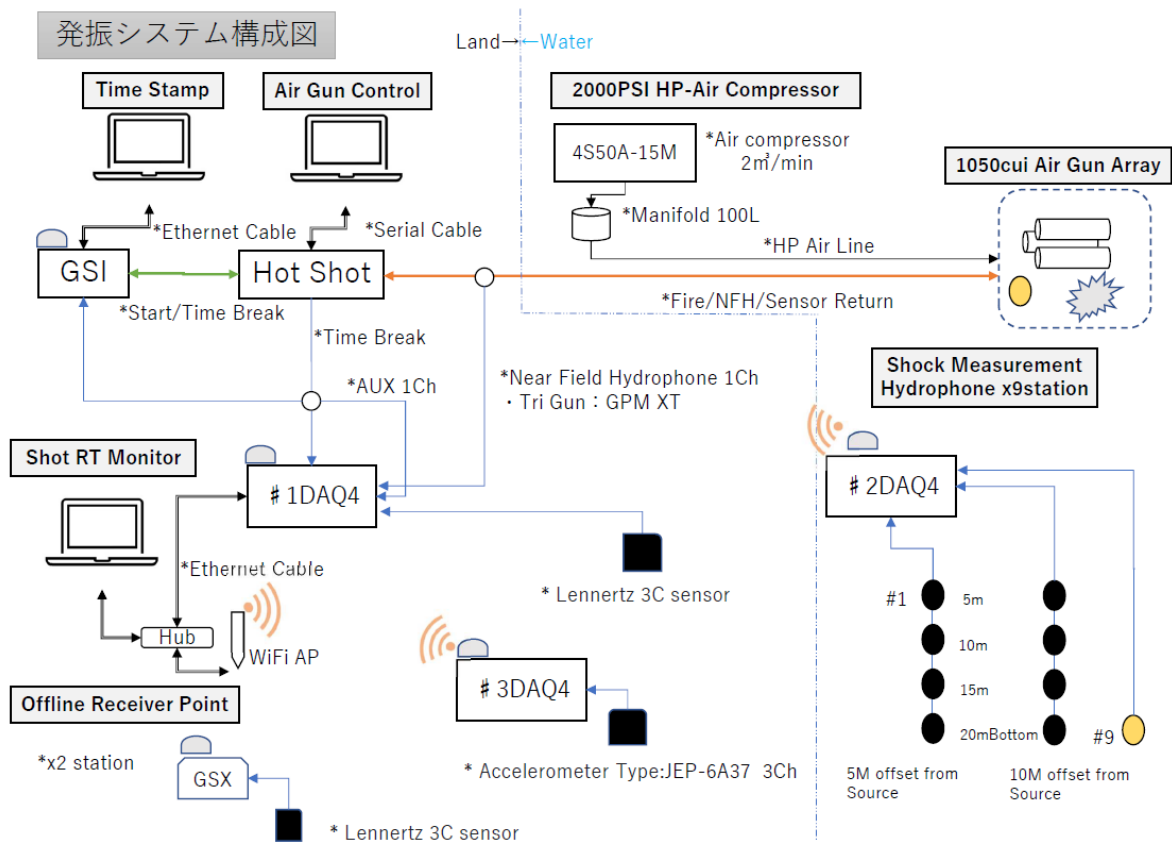 発振システム構成図
Land→
←Water
Time Stamp
Air Gun Control
2000PSI HP-Air Compressor
4S50A-15M
*Air compressor
2㎥/min
1050cui Air Gun Array
*Manifold 100L
*Ethernet Cable
*Serial Cable
*HP Air Line
GSI
Hot Shot
*Start/Time Break
*Fire/NFH/Sensor Return
*Time Break
*AUX 1Ch
*Near Field Hydrophone 1Ch
・Tri Gun：GPM XT
Shock Measurement
Hydrophone x9station
Shot RT Monitor
＃1DAQ4
＃2DAQ4
*Ethernet Cable
* Lennertz 3C sensor
Hub
WiFi AP
#1
5m
10m
15m
20mBottom
#9
5M offset from
Source
10M offset from
Source
＃3DAQ4
* Accelerometer Type:JEP-6A37 3Ch
Offline Receiver Point
*x2 station
GSX
* Lennertz 3C sensor